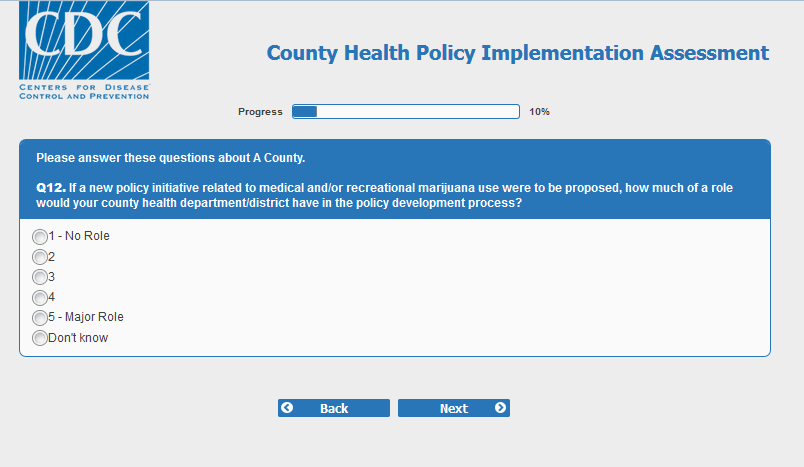 CDC
CENTERS FOR DISEASE
CONTROL AND PREVENTION
County Health Policy Implementation Assessment
Progress 10%
Please answer these questions about A County.
Q12. If a new policy initiative related to medical and/or recreational marijuana use were to be proposed, how much of a role
would your county health department/district have in the policy development process?
1 - No Role
2
3
4
5 - Major Role
Don't know
Back Next